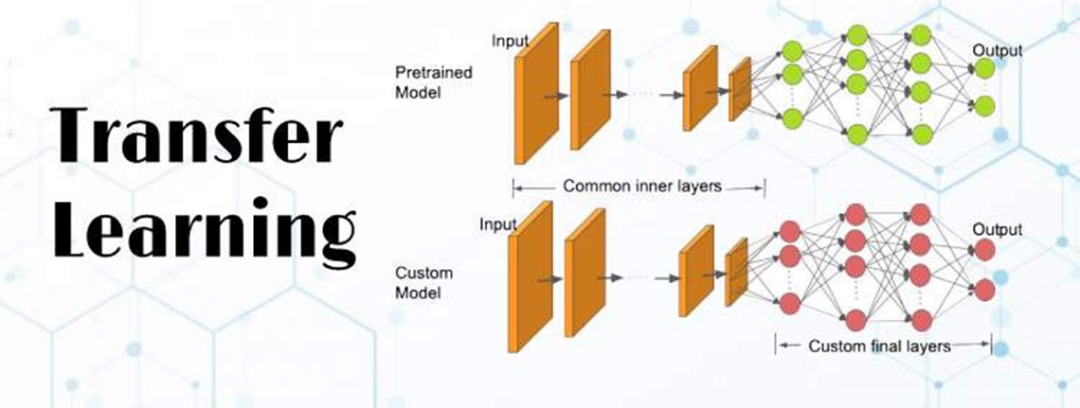 Transfer
Learning
Input
Pretrained
Model
Output
Common inner layers
Input
Custom
Model
Output
Custom final layers